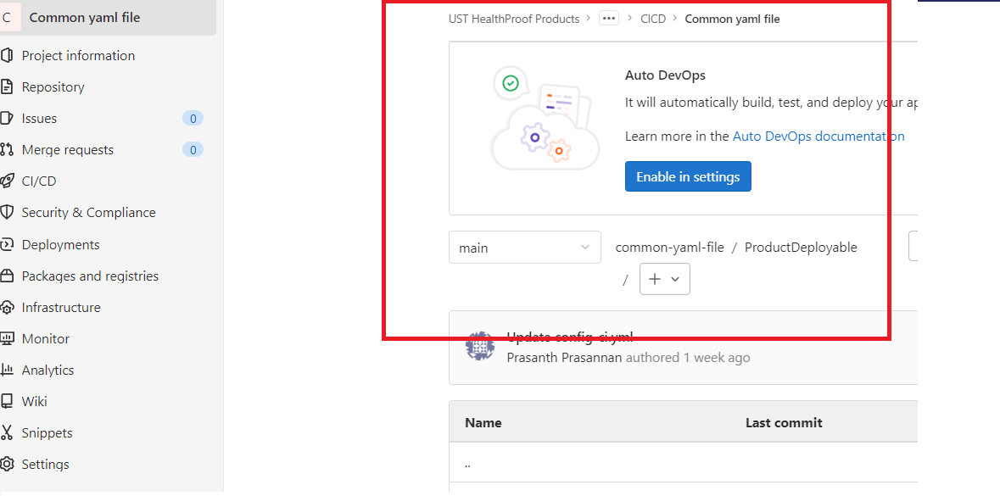 C Common yaml file
Project information
Repository
Issues 0
Merge requests 0
CI/CD
Security & Compliance
Deployments
Packages and registries
Infrastructure
Monitor
Analytics
Wiki
Snippets
Settings
UST HealthProof Products > ••• > CICD > Common yaml file
Auto DevOps
It will automatically build, test, and deploy your ap
Learn more in the Auto DevOps documentation
Enable in settings
main
common-yaml-file / ProductDeployable
/ +
Update config-ci.yml
Prasanth Prasannan authored 1 week ago
Name Last commit
..